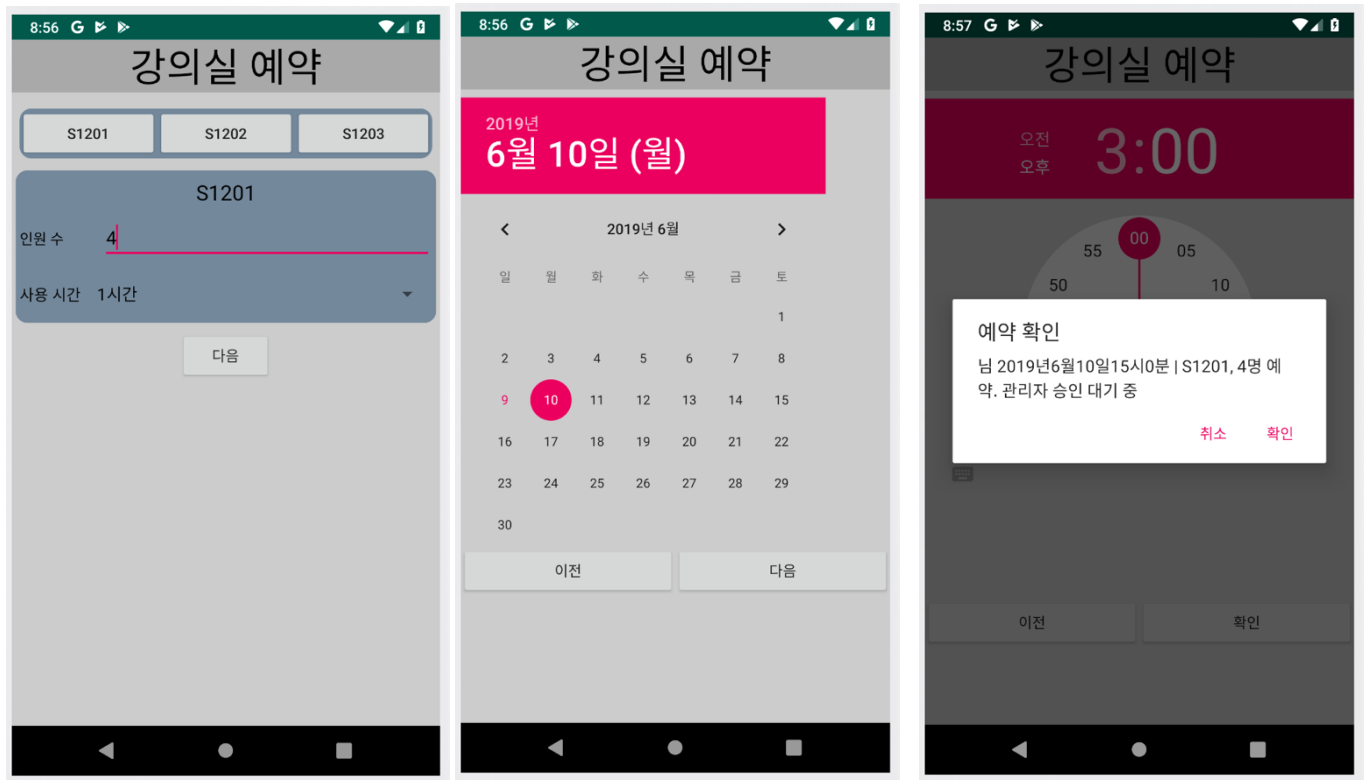 8:56 G
강의실 예약
S1201 S1202 S1203
S1201
인원 수 4
사용 시간 1시간
다음
8:56 G
강의실 예약
2019년
6월 10일 (월)
2019년 6월
일 월 화 수 목 금 토
1
2 3 4 5 6 7 8
9 10 11 12 13 14 15
16 17 18 19 20 21 22
23 24 25 26 27 28 29
30
이전 다음
8:57 G
강의실 예약
오전
오후
3:00
00
55 05
50 10
예약 확인
님 2019년6월10일15시0분 | S1201, 4명 예
약. 관리자 승인 대기 중
취소 확인
이전 확인